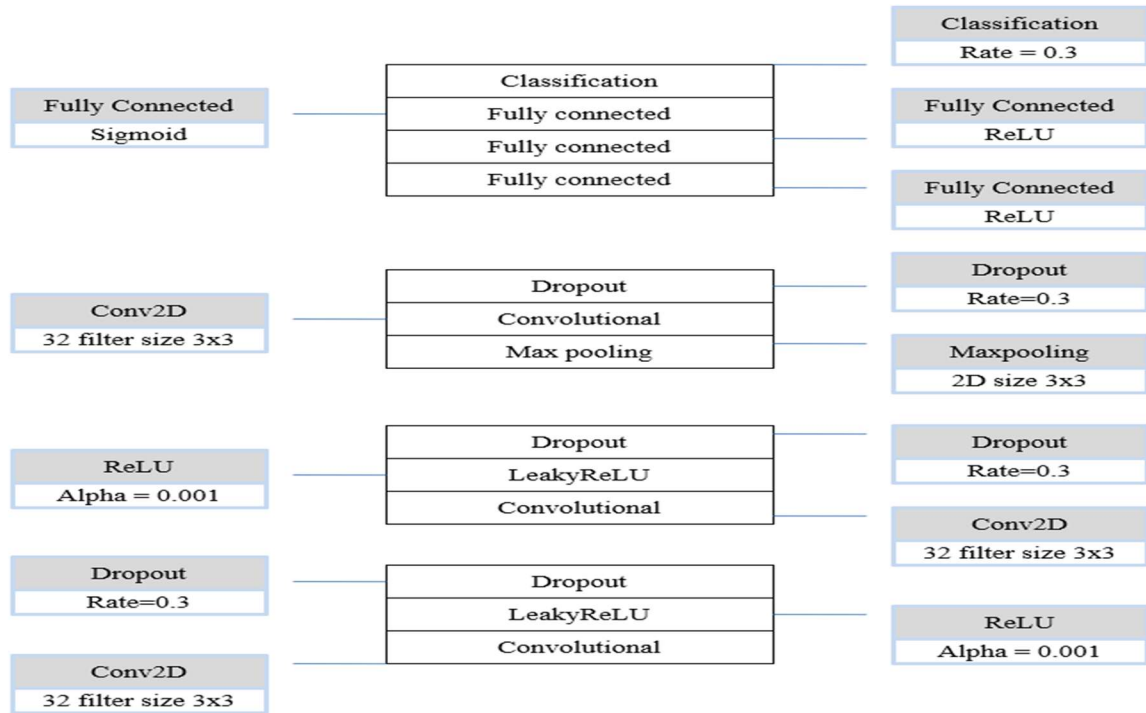 Classification
Rate = 0.3
Classification
Fully Connected
Sigmoid
Fully connected
Fully Connected
ReLU
Fully connected
Fully connected
Fully Connected
ReLU
Dropout
Dropout
Rate=0.3
Conv2D
32 filter size 3x3
Convolutional
Max pooling
Maxpooling
2D size 3x3
Dropout
Dropout
Rate=0.3
ReLU
Alpha = 0.001
LeakyReLU
Convolutional
Conv2D
32 filter size 3x3
Dropout
Rate=0.3
Dropout
LeakyReLU
ReLU
Alpha = 0.001
Convolutional
Conv2D
32 filter size 3x3